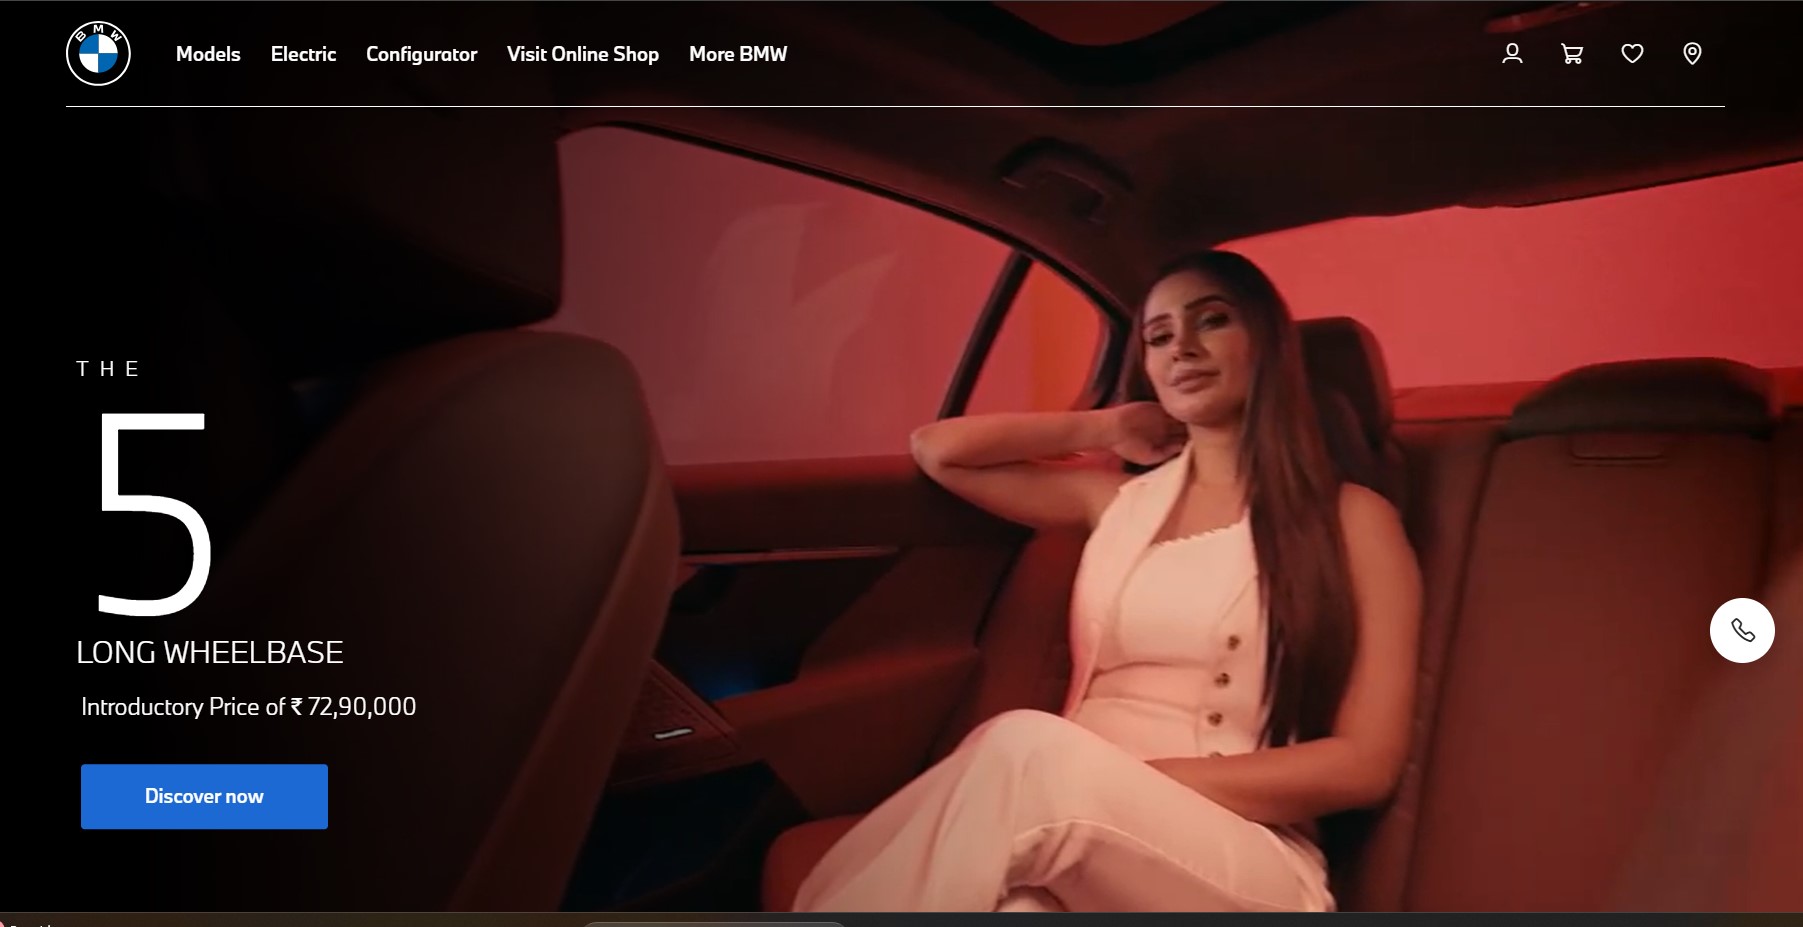 BMW
Models Electric Configurator Visit Online Shop More BMW
THE
5
LONG WHEELBASE
Introductory Price of ₹ 72,90,000
Discover now